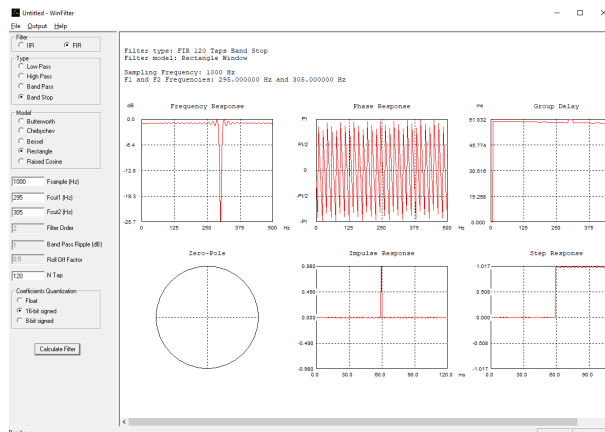 Untitled - WinFilter
File Output Help
Filter
IIR FIR
Type
Low Pass
High Pass
Band Pass
Band Stop
Model
Butterworth
Chebychev
Bessel
Rectangle
Raised Cosine
1000 Fsample (Hz)
295 Fcut1 (Hz)
305 Fcut2 (Hz)
2 Filter Order
1 Band Pass Ripple (dB)
0.5 Roll Off Factor
120 N Tap
Coefficients Quantization
Float
16-bit signed
8-bit signed
Calculate Filter
Filter type: FIR 120 Taps Band Stop
Filter model: Rectangle Window
Sampling Frequency: 1000 Hz
F1 and F2 Frequencies: 295.000000 Hz and 305.000000 Hz
dB Frequency Response
0.0
-6.4
-12.8
-19.3
-25.7
0 125 250 375 500 Hz
Phase Response
PI
PI/2
0
-PI/2
-PI
0 125 250 375 500 Hz
ms Group Delay
61.032
45.774
30.516
15.258
0.000
0 125 250 375
Zero-Pole
Impulse Response
0.980
0.490
0.000
-0.490
-0.980
0.0 30.0 60.0 90.0 120.0 ms
Step Response
1.017
0.508
0.000
-0.508
-1.017
0.0 30.0 60.0 90.0